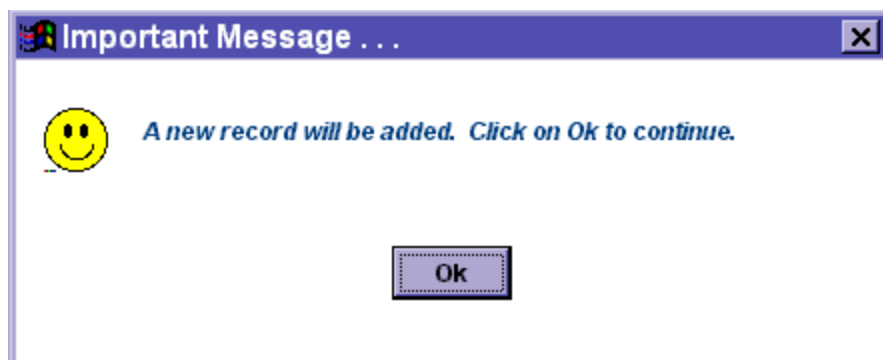 Important Message . . .
A new record will be added.  Click on Ok to continue.
Ok